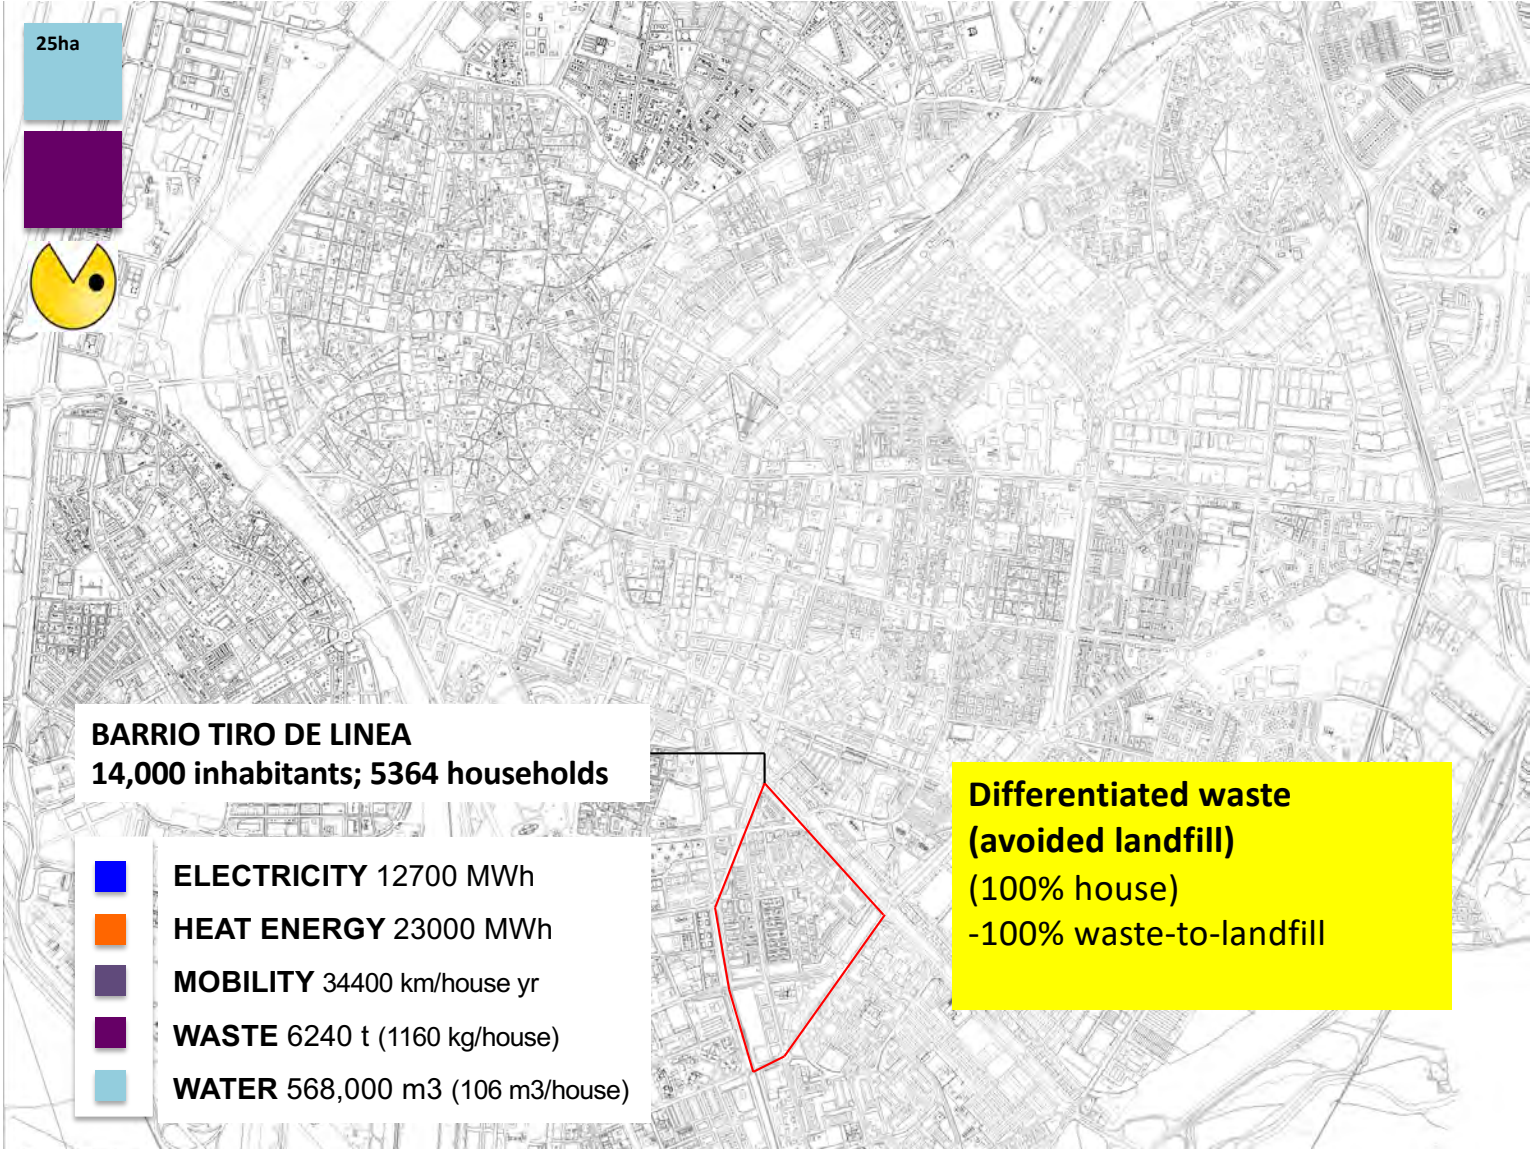 25ha
BARRIO TIRO DE LINEA
14,000 inhabitants; 5364 households
ELECTRICITY 12700 MWh
HEAT ENERGY 23000 MWh
MOBILITY 34400 km/house yr
WASTE 6240 t (1160 kg/house)
WATER 568,000 m3 (106 m3/house)
Differentiated waste
(avoided landfill)
(100% house)
-100% waste-to-landfill